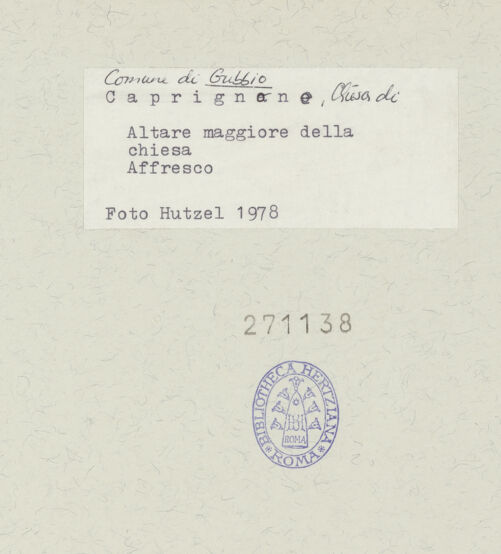 Comune di Gubbio
Caprignone, Chiesa di
Altare maggiore della
chiesa
Affresco
Foto Hutzel 1978
271138
BIBLIOTHECA HERTZIANA
ROMA
ROMA